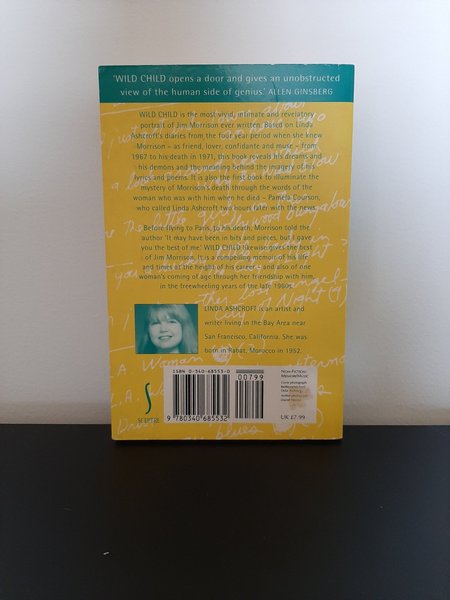 'WILD CHILD opens a door and gives an unobstructed
view of the human side of genius' ALLEN GINSBERG
WILD CHILD is the most vivid, intimate and revelatory
portrait of Jim Morrison ever written. Based on Linda
Ashcroft's diaries from the four year period when she knew
Morrison – as friend, lover, confidante and muse – from
1967 to his death in 1971, this book reveals his dreams and
his demons and the meaning behind the imagery of his
lyrics and poems. It is also the first book to illuminate the
mystery of Morrison's death through the words of the
woman who was with him when he died – Pamela Courson,
who called Linda Ashcroft two hours later with the news.
Before flying to Paris, to his death, Morrison told the
author 'It may have been in bits and pieces, but I gave
you the best of me'. WILD CHILD likewise gives the best
of Jim Morrison. It is a compelling memoir of his life
and times at the height of his career – and also of one
woman's coming of age through her friendship with him,
in the freewheeling years of the late 1960s.
LINDA ASHCROFT is an artist and
writer living in the Bay Area near
San Francisco, California. She was
born in Rabat, Morocco in 1952.
L.A. Woman
SCEPTRE
ISBN 0-340-68553-0
00799
9 780340 685532
NON-FICTION
Cover photograph
UK £7.99